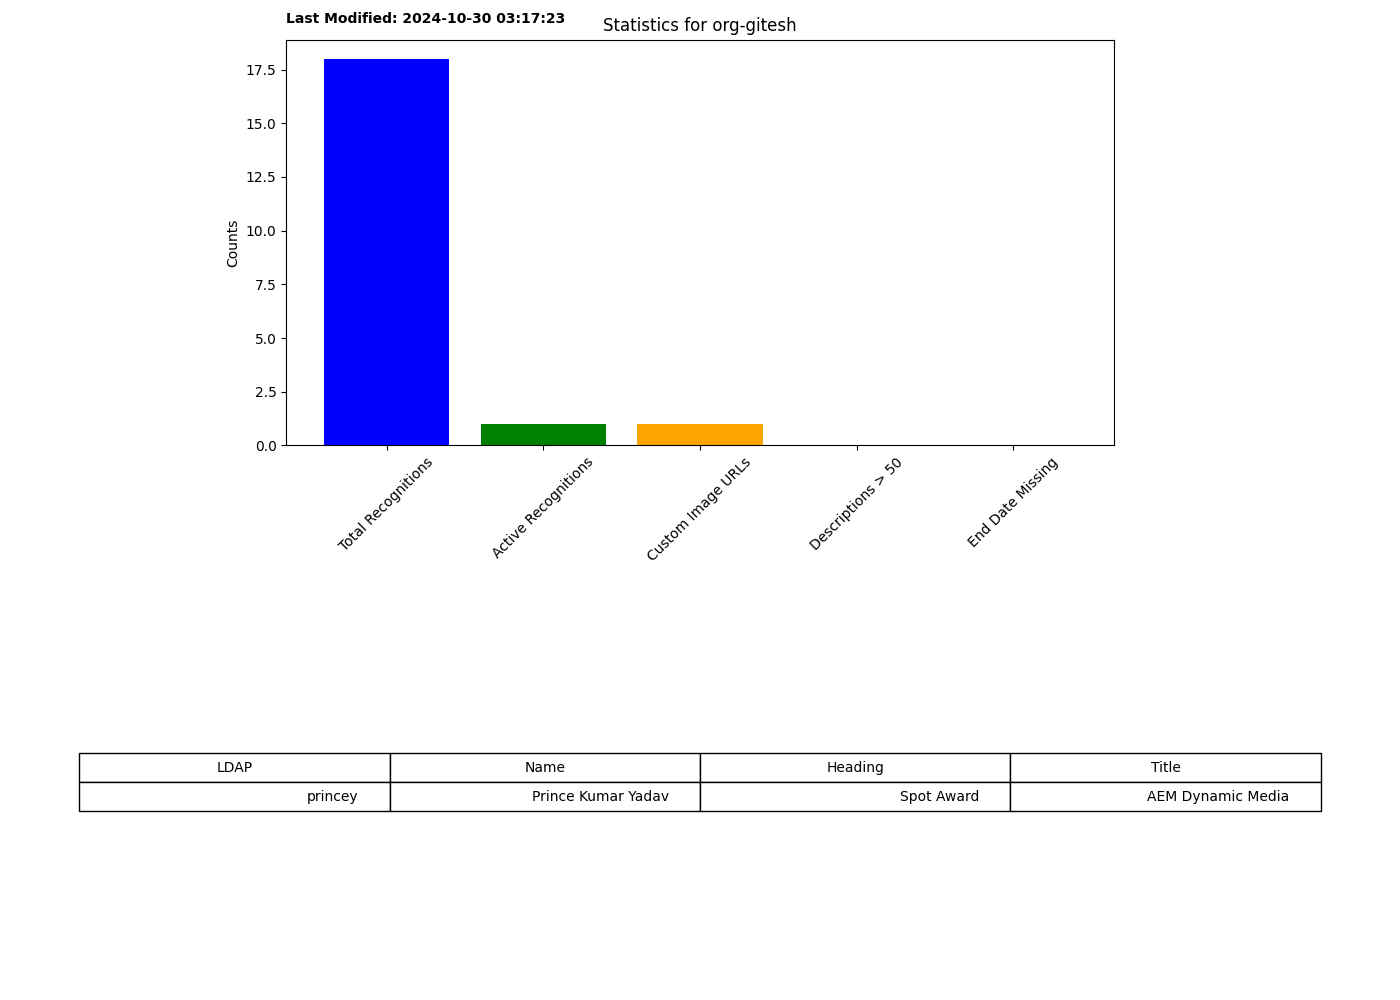 Last Modified: 2024-10-30 03:17:23
Statistics for org-gitesh
Counts
17.5
15.0
12.5
10.0
7.5
5.0
2.5
0.0
Total Recognitions
Active Recognitions
Custom Image URLs
Descriptions > 50
End Date Missing
LDAP Name Heading Title
princey Prince Kumar Yadav Spot Award AEM Dynamic Media